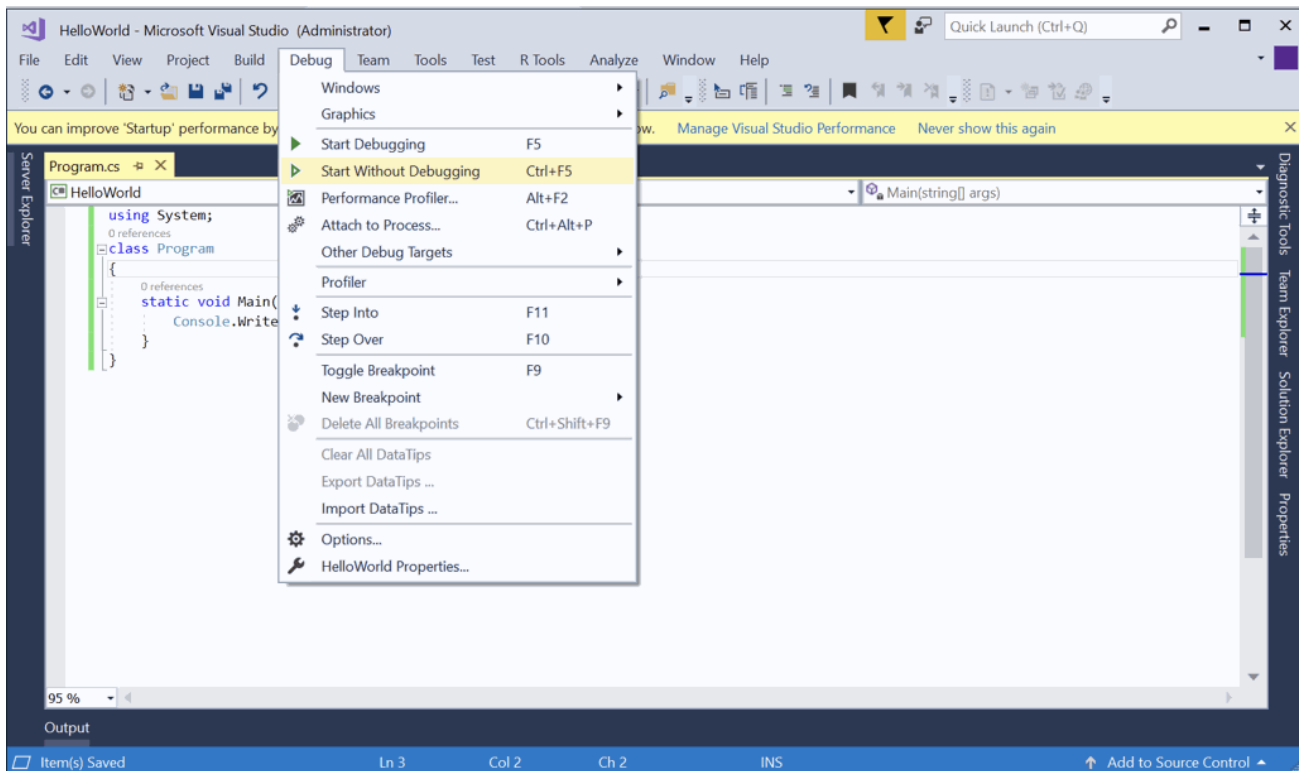 HelloWorld - Microsoft Visual Studio (Administrator)
Quick Launch (Ctrl+Q)
File Edit View Project Build Debug Team Tools Test R Tools Analyze Window Help
You can improve 'Startup' performance by
Manage Visual Studio Performance Never show this again
Server Explorer
Program.cs
HelloWorld
Main(string[] args)
using System;
0 references
class Program
{
0 references
static void Main(
Console.Write
}
}
Windows
Graphics
Start Debugging F5
Start Without Debugging Ctrl+F5
Performance Profiler... Alt+F2
Attach to Process... Ctrl+Alt+P
Other Debug Targets
Profiler
Step Into F11
Step Over F10
Toggle Breakpoint F9
New Breakpoint
Delete All Breakpoints Ctrl+Shift+F9
Clear All DataTips
Export DataTips ...
Import DataTips ...
Options...
HelloWorld Properties...
Diagnostic Tools
Team Explorer
Solution Explorer
Properties
95 %
Output
Item(s) Saved Ln 3 Col 2 Ch 2 INS Add to Source Control